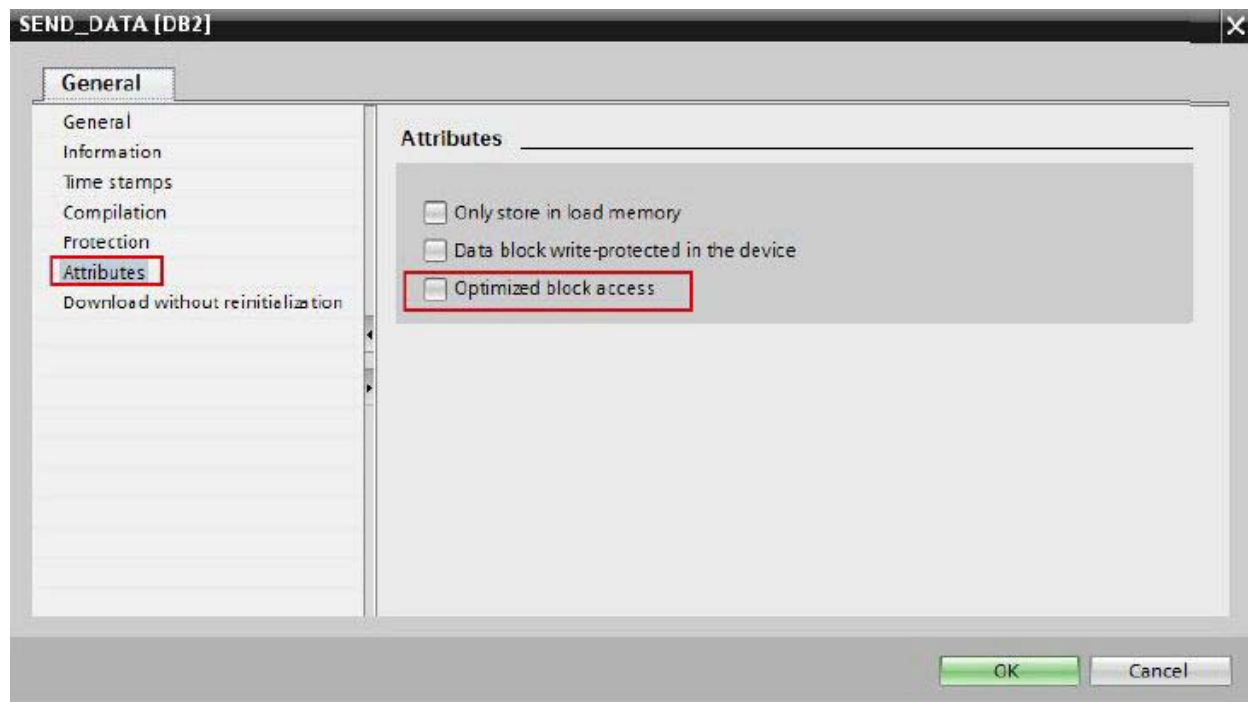 SEND_DATA [DB2]
General
General
Information
Time stamps
Compilation
Protection
Attributes
Download without reinitialization
Attributes
Only store in load memory
Data block write-protected in the device
Optimized block access
OK
Cancel